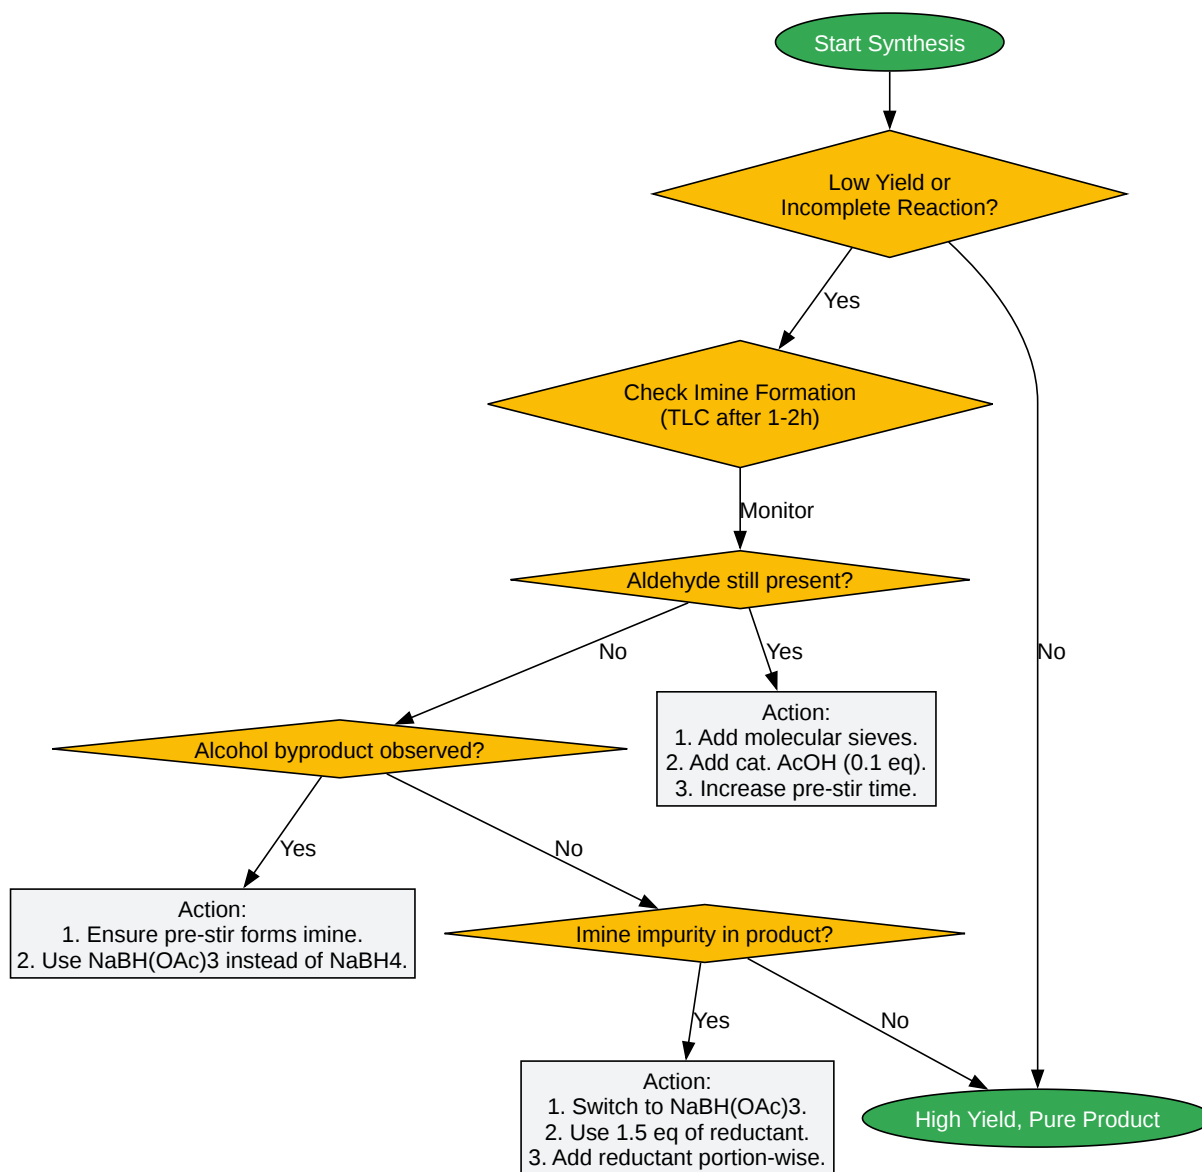 Start Synthesis
Low Yield or
Incomplete Reaction?
Yes
Check Imine Formation
(TLC after 1-2h)
Monitor
Aldehyde still present?
No
Yes
No
Action:
1. Add molecular sieves.
2. Add cat. AcOH (0.1 eq).
3. Increase pre-stir time.
Alcohol byproduct observed?
Yes
No
Action:
1. Ensure pre-stir forms imine.
2. Use NaBH(OAc)3 instead of NaBH4.
Imine impurity in product?
Yes
No
Action:
1. Switch to NaBH(OAc)3.
2. Use 1.5 eq of reductant.
3. Add reductant portion-wise.
High Yield, Pure Product